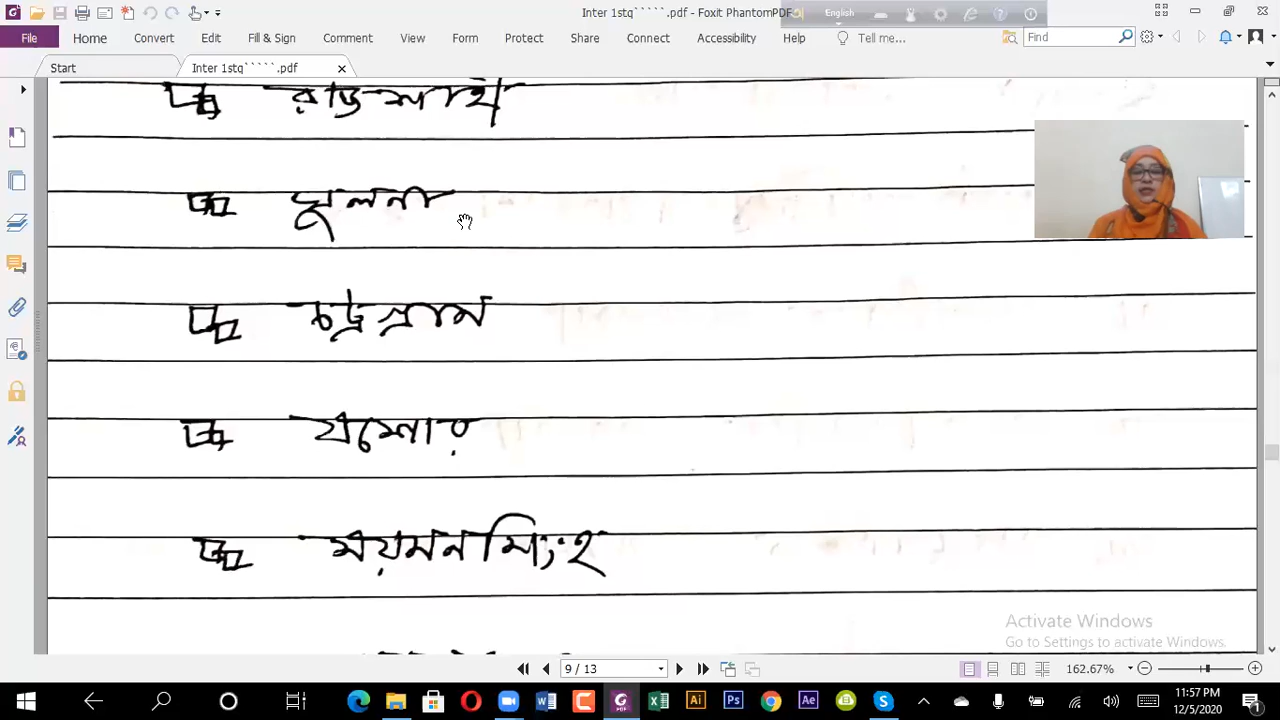 Inter 1stq`````.pdf - Foxit PhantomPDF
English
File Home Convert Edit Fill & Sign Comment View Form Protect Share Connect Accessibility Help Tell me... Find
Start Inter 1stq`````.pdf
খুলনা
চট্রগ্রাম
যশোর
ময়মনসিংহ
Activate Windows
Go to Settings to activate Windows.
9 / 13 162.67%
11:57 PM
12/5/2020